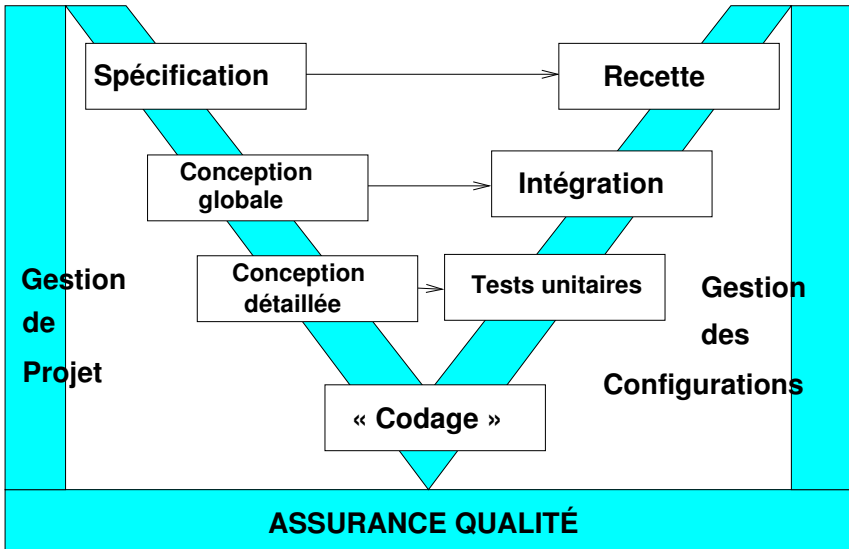 Spécification
Recette
Conception
globale
Intégration
Conception
détaillée
Tests unitaires
Gestion
de
Projet
Gestion
des
Configurations
« Codage »
ASSURANCE QUALITÉ